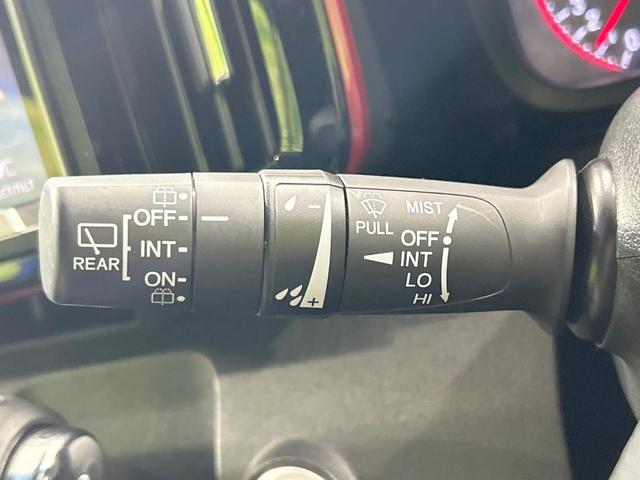 REAR
OFF
INT
ON
−
+
PULL
MIST
OFF
INT
LO
HI